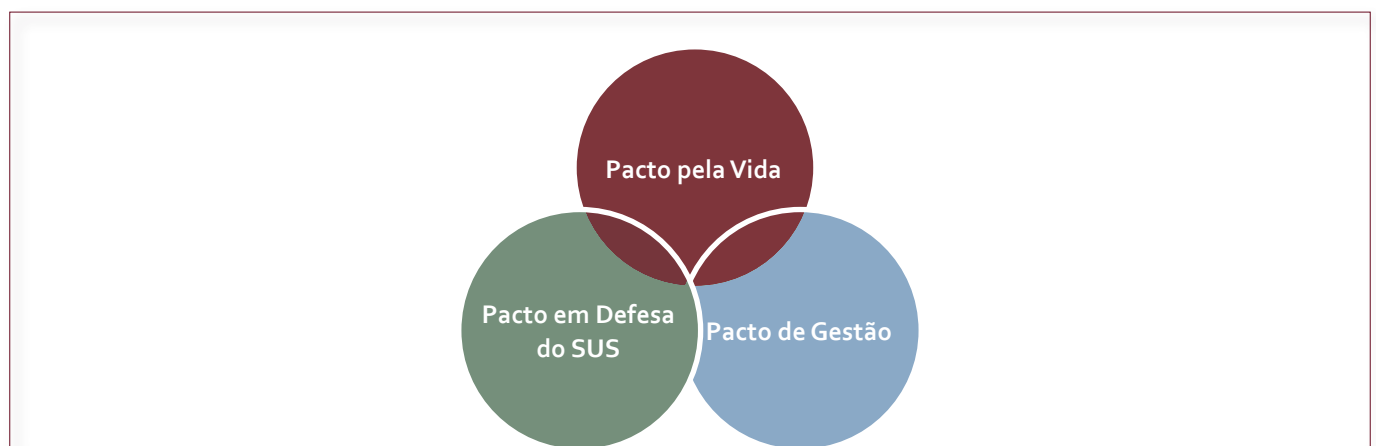 Pacto pela Vida
Pacto em Defesa
do SUS
Pacto de Gestão